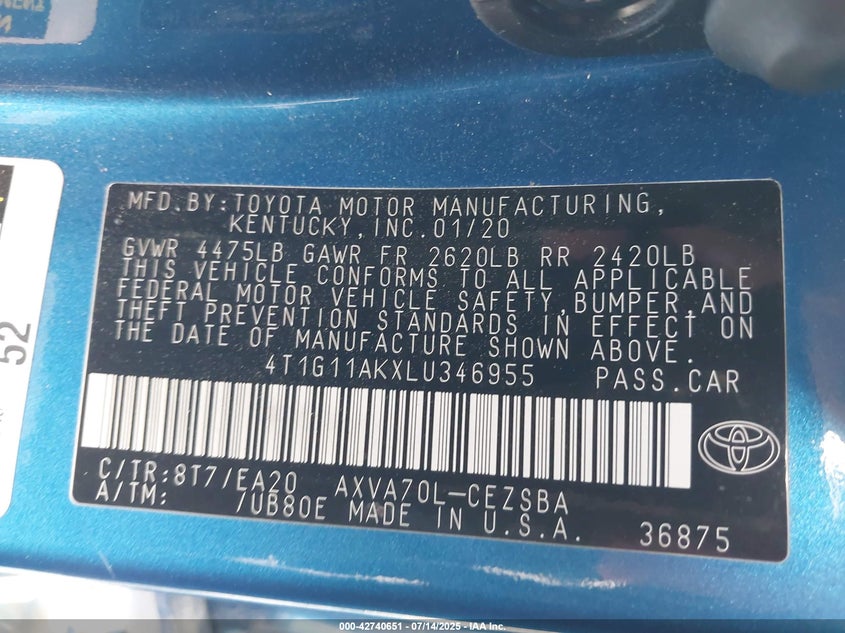 MFD.BY:TOYOTA MOTOR MANUFACTURING,
KENTUCKY,INC.01/20
GVWR 4475LB GAWR FR 2620LB RR 2420LB
THIS VEHICLE CONFORMS TO ALL APPLICABLE
FEDERAL MOTOR VEHICLE SAFETY,BUMPER,AND
THEFT PREVENTION STANDARDS IN EFFECT ON
THE DATE OF MANUFACTURE SHOWN ABOVE.
4T1G11AKXLU346955 PASS.CAR
C/TR:8T7/EA20 AXVA70L-CEZSBA
A/TM: 7UB80E MADE IN U.S.A. 36875
52
000-42740651 - 07/14/2025 - IAA Inc.